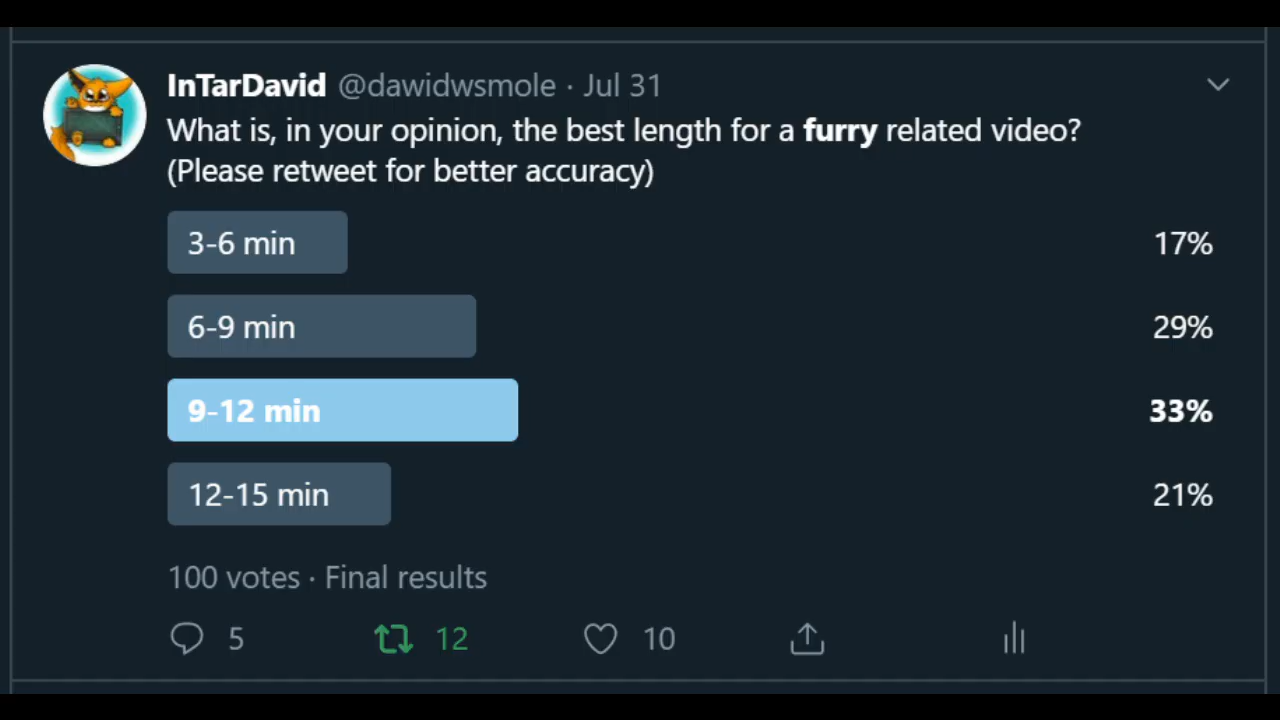 InTarDavid @dawidwsmole · Jul 31
What is, in your opinion, the best length for a furry related video?
(Please retweet for better accuracy)
3-6 min 17%
6-9 min 29%
9-12 min 33%
12-15 min 21%
100 votes · Final results
5 12 10